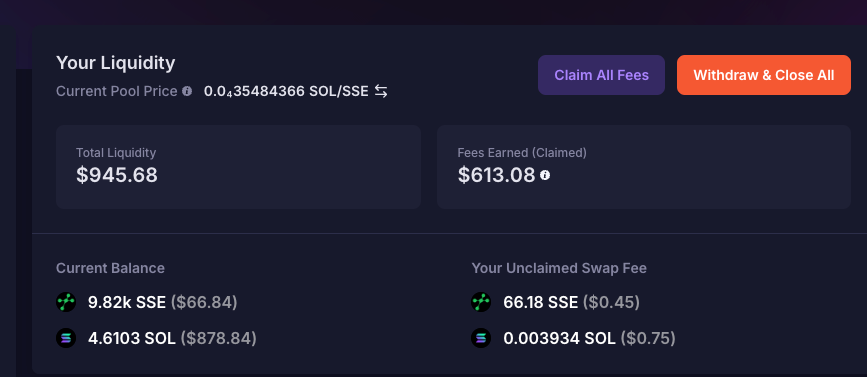 Your Liquidity
Claim All Fees
Withdraw & Close All
Current Pool Price 0.0₄35484366 SOL/SSE
Total Liquidity
$945.68
Fees Earned (Claimed)
$613.08
Current Balance
9.82k SSE ($66.84)
4.6103 SOL ($878.84)
Your Unclaimed Swap Fee
66.18 SSE ($0.45)
0.003934 SOL ($0.75)